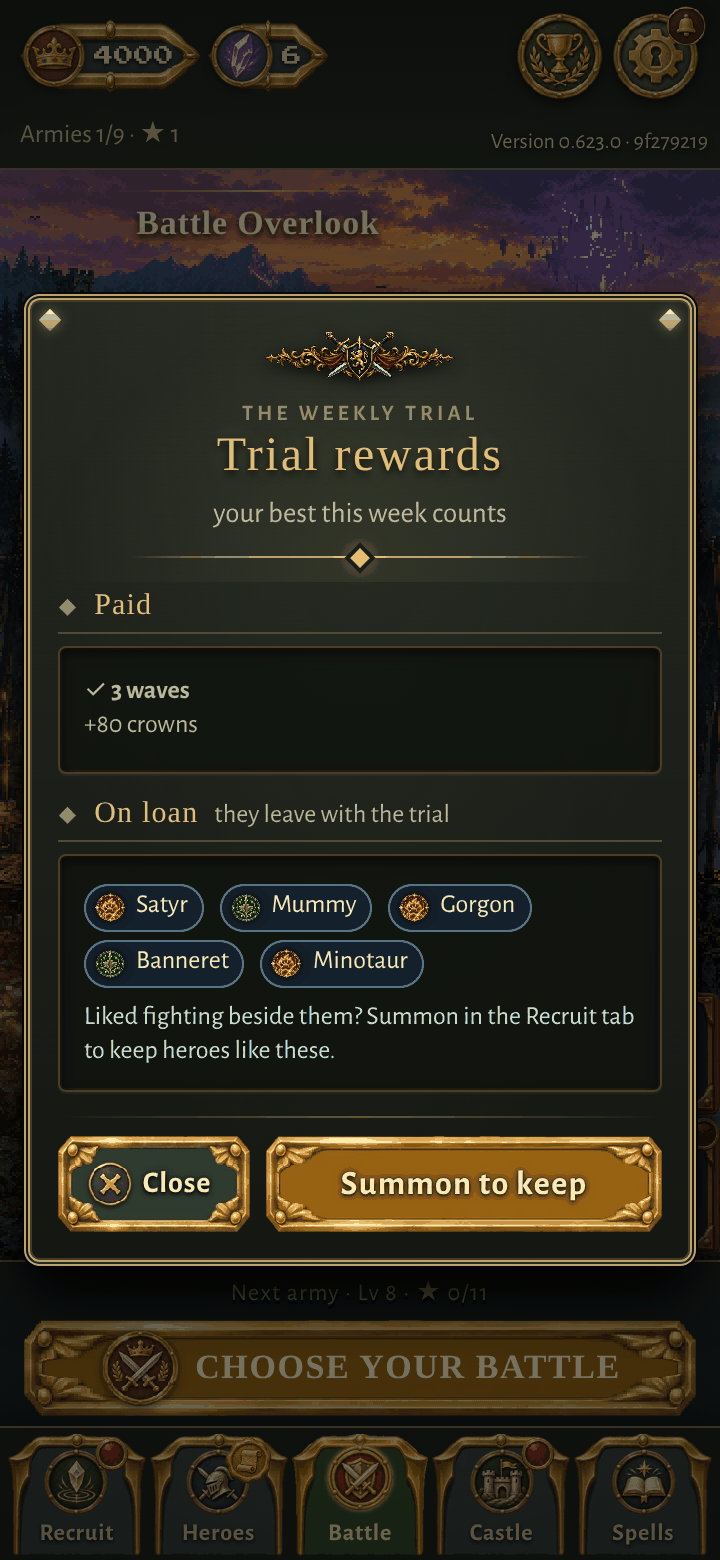 4000
6
Armies 1/9 · ★ 1
Version 0.623.0 · 9f279219
Battle Overlook
THE WEEKLY TRIAL
Trial rewards
your best this week counts
Paid
✓ 3 waves
+80 crowns
On loan they leave with the trial
Satyr Mummy Gorgon
Banneret Minotaur
Liked fighting beside them? Summon in the Recruit tab
to keep heroes like these.
Close Summon to keep
Next army · Lv 8 · ★ 0/11
CHOOSE YOUR BATTLE
Recruit Heroes Battle Castle Spells